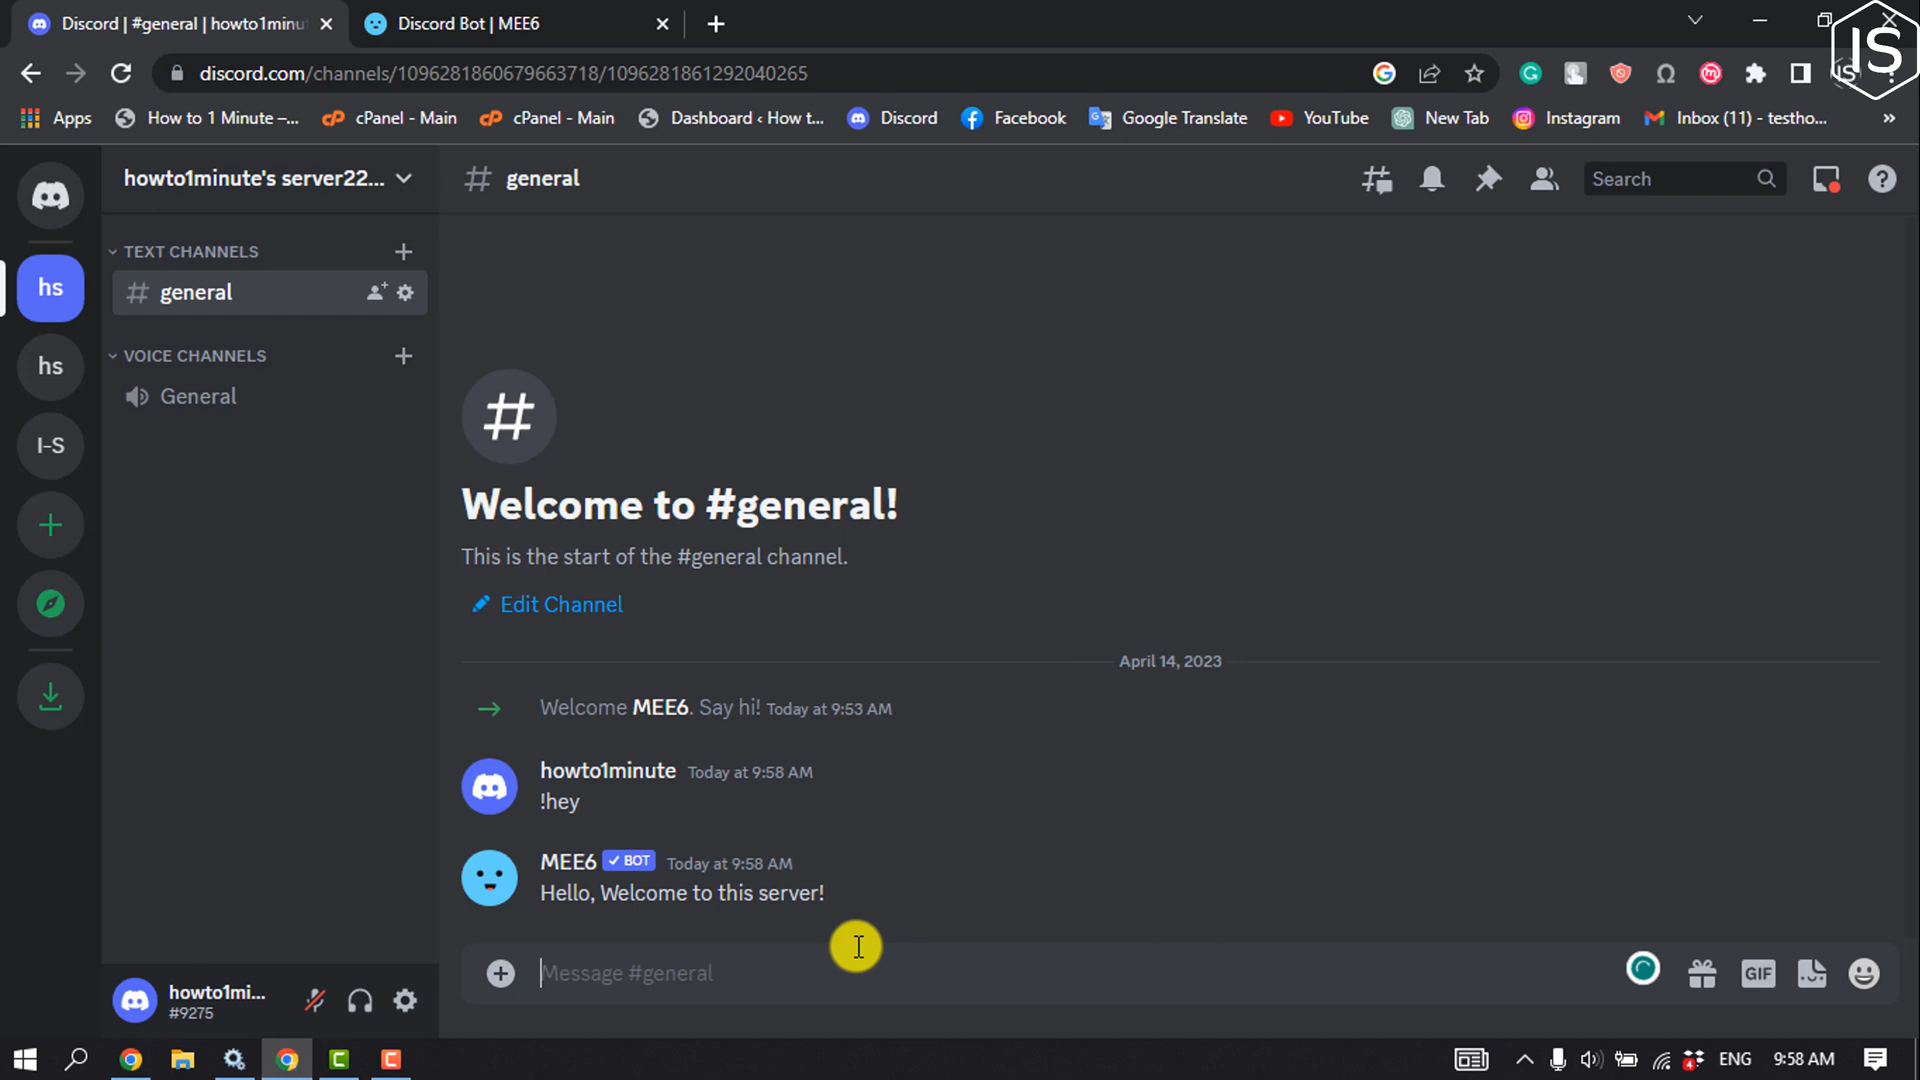 Discord | #general | howto1minu
Discord Bot | MEE6
IS
discord.com/channels/1096281860679663718/1096281861292040265
Apps
How to 1 Minute –...
cPanel - Main
cPanel - Main
Dashboard ‹ How t...
Discord
Facebook
Google Translate
YouTube
New Tab
Instagram
Inbox (11) - testho...
»
howto1minute's server22...
# general
Search
TEXT CHANNELS
# general
VOICE CHANNELS
General
hs
hs
I-S
#
Welcome to #general!
This is the start of the #general channel.
Edit Channel
April 14, 2023
Welcome MEE6. Say hi! Today at 9:53 AM
howto1minute Today at 9:58 AM
!hey
MEE6 ✓ BOT Today at 9:58 AM
Hello, Welcome to this server!
Message #general
GIF
howto1mi...
#9275
4
ENG
9:58 AM